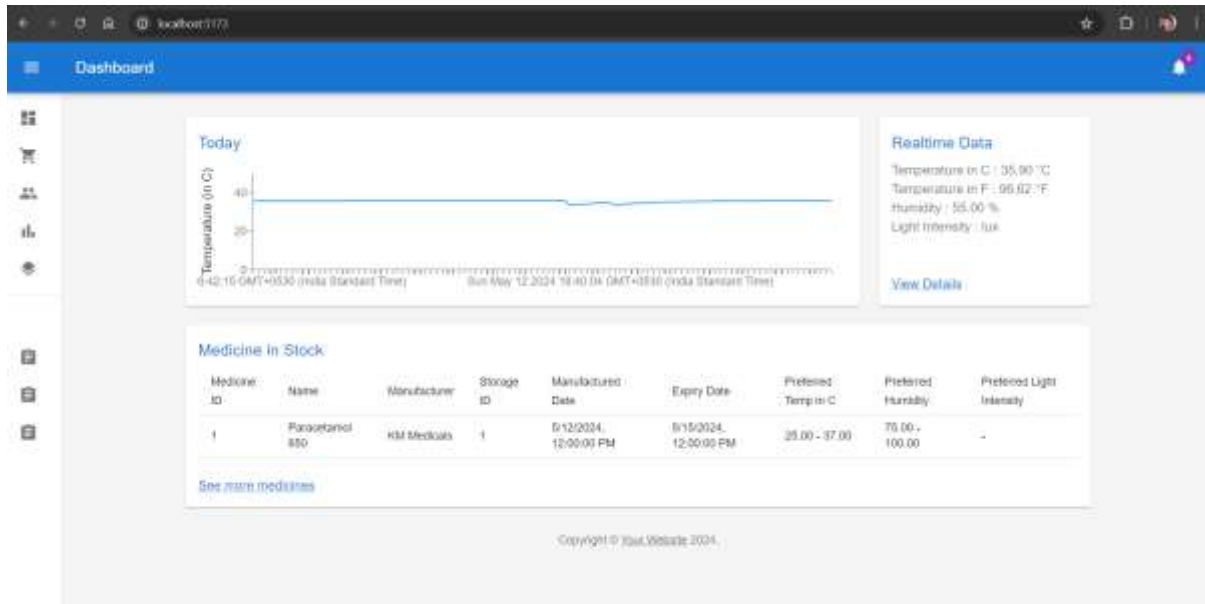 localhost:5173
Dashboard
Today
Temperature (in C)
40
20
0
6:42:15 GMT+0530 (India Standard Time)
Sun May 12 2024 18:40:04 GMT+0530 (India Standard Time)
Realtime Data
Temperature in C : 35.90 °C
Temperature in F : 96.62 °F
Humidity : 55.00 %
Light Intensity : lux
View Details
Medicine in Stock
Medicine ID Name Manufacturer Storage ID Manufactured Date Expiry Date Preferred Temp in C Preferred Humidity Preferred Light Intensity
1 Paracetamol 650 KM Medicals 1 5/12/2024, 12:00:00 PM 5/15/2024, 12:00:00 PM 25.00 - 37.00 75.00 - 100.00 -
See more medicines
Copyright © Your Website 2024.